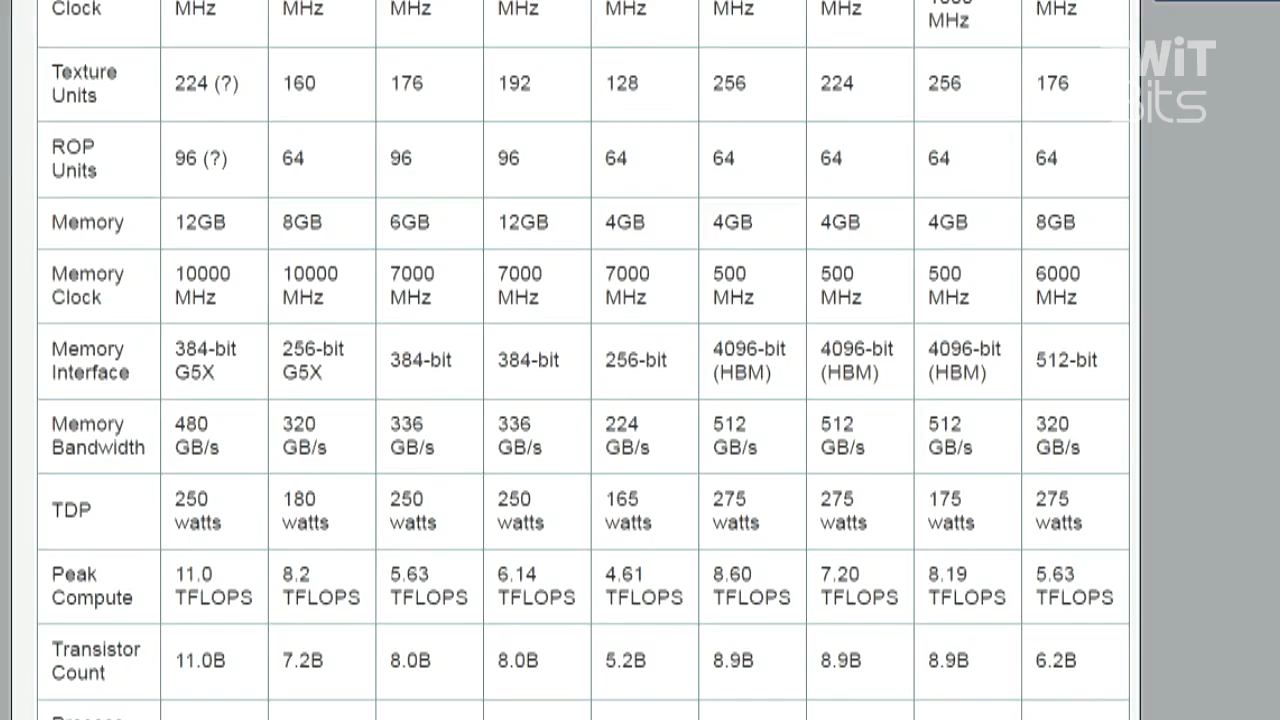 Clock MHz MHz MHz MHz MHz MHz MHz MHz MHz
Texture Units 224 (?) 160 176 192 128 256 224 256 176
ROP Units 96 (?) 64 96 96 64 64 64 64 64
Memory 12GB 8GB 6GB 12GB 4GB 4GB 4GB 4GB 8GB
Memory Clock 10000 MHz 10000 MHz 7000 MHz 7000 MHz 7000 MHz 500 MHz 500 MHz 500 MHz 6000 MHz
Memory Interface 384-bit G5X 256-bit G5X 384-bit 384-bit 256-bit 4096-bit (HBM) 4096-bit (HBM) 4096-bit (HBM) 512-bit
Memory Bandwidth 480 GB/s 320 GB/s 336 GB/s 336 GB/s 224 GB/s 512 GB/s 512 GB/s 512 GB/s 320 GB/s
TDP 250 watts 180 watts 250 watts 250 watts 165 watts 275 watts 275 watts 175 watts 275 watts
Peak Compute 11.0 TFLOPS 8.2 TFLOPS 5.63 TFLOPS 6.14 TFLOPS 4.61 TFLOPS 8.60 TFLOPS 7.20 TFLOPS 8.19 TFLOPS 5.63 TFLOPS
Transistor Count 11.0B 7.2B 8.0B 8.0B 5.2B 8.9B 8.9B 8.9B 6.2B
TWiT
Bits